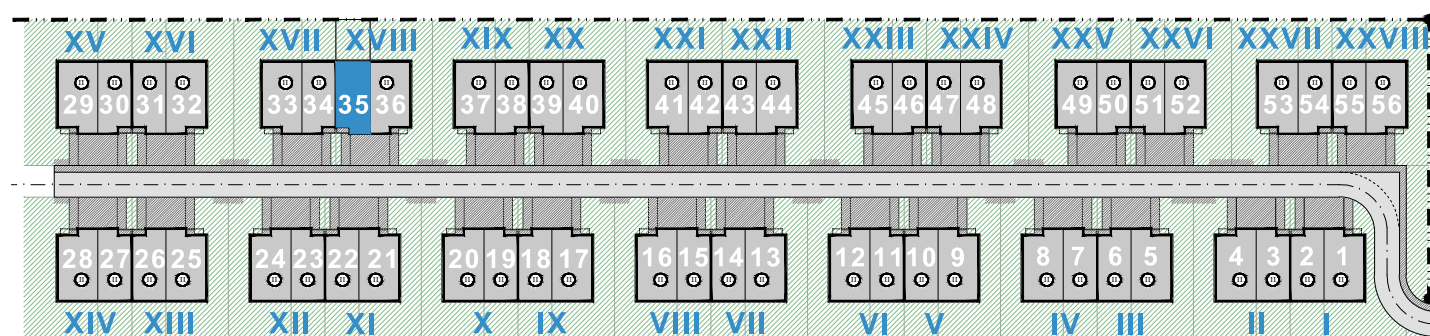 XV XVI XVII XVIII XIX XX XXI XXII XXIII XXIV XXV XXVI XXVII XXVIII
29 30 31 32 33 34 35 36 37 38 39 40 41 42 43 44 45 46 47 48 49 50 51 52 53 54 55 56
28 27 26 25 24 23 22 21 20 19 18 17 16 15 14 13 12 11 10 9 8 7 6 5 4 3 2 1
XIV XIII XII XI X IX VIII VII VI V IV III II I